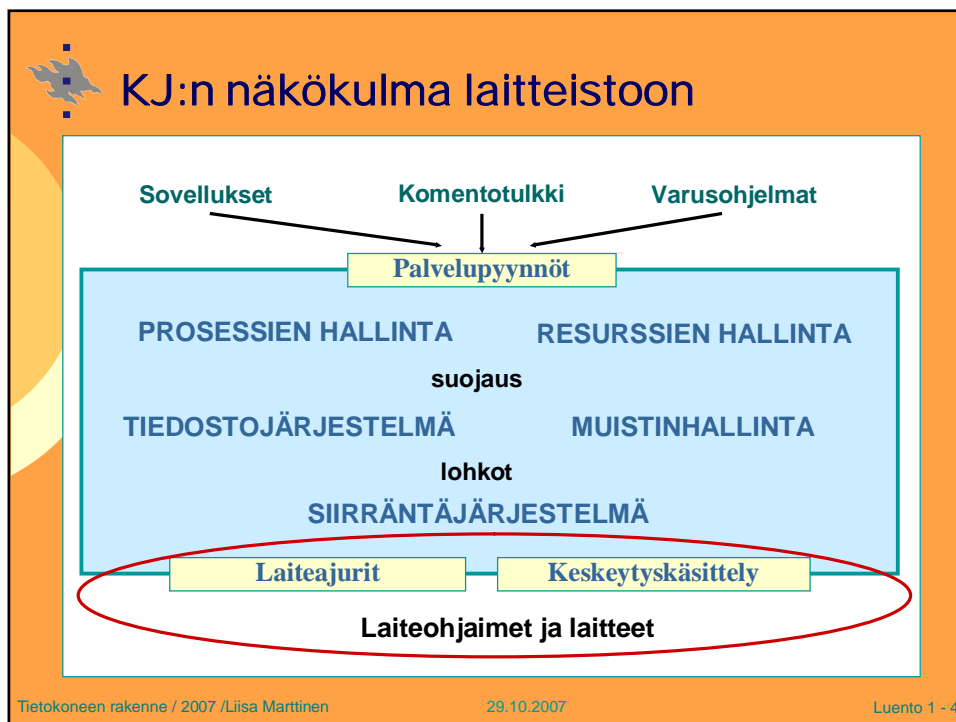 KJ:n näkökulma laitteistoon
Sovellukset Komentotulkki Varusohjelmat
Palvelupyynnöt
PROSESSIEN HALLINTA RESURSSIEN HALLINTA
suojaus
TIEDOSTOJÄRJESTELMÄ MUISTINHALLINTA
lohkot
SIIRRÄNTÄJÄRJESTELMÄ
Laiteajurit Keskeytyskäsittely
Laiteohjaimet ja laitteet
Tietokoneen rakenne / 2007 /Liisa Marttinen 29.10.2007 Luento 1 - 4